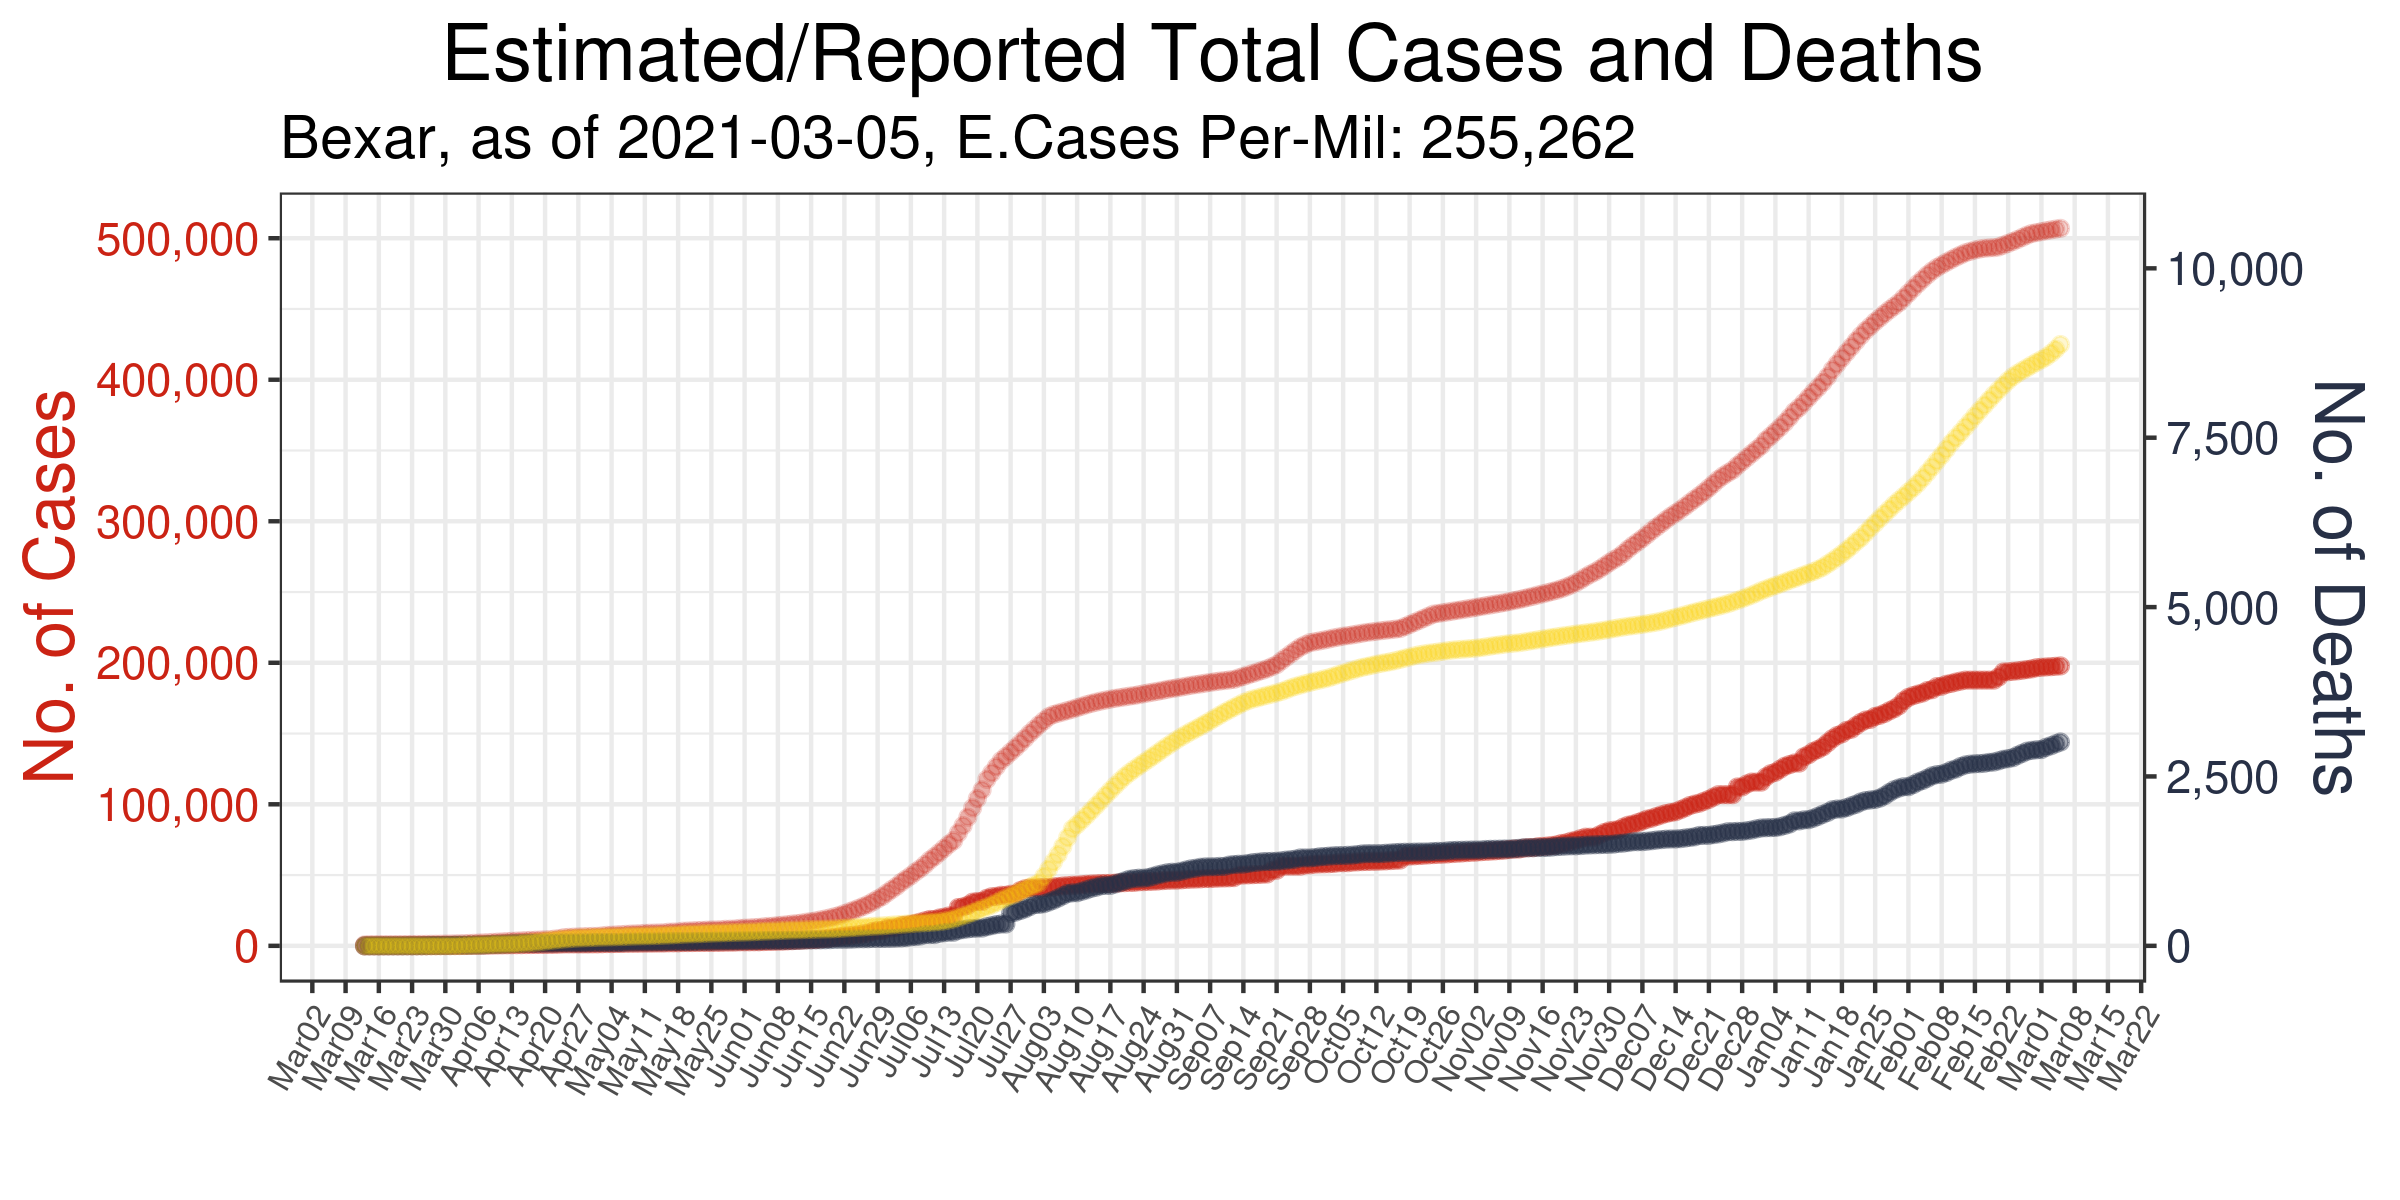 Estimated/Reported Total Cases and Deaths
Bexar, as of 2021-03-05, E.Cases Per-Mil: 255,262
No. of Cases
500,000
400,000
300,000
200,000
100,000
0
10,000
7,500
5,000
2,500
0
No. of Deaths
Mar02
Mar09
Mar16
Mar23
Mar30
Apr06
Apr13
Apr20
Apr27
May04
May11
May18
May25
Jun01
Jun08
Jun15
Jun22
Jun29
Jul06
Jul13
Jul20
Jul27
Aug03
Aug10
Aug17
Aug24
Aug31
Sep07
Sep14
Sep21
Sep28
Oct05
Oct12
Oct19
Oct26
Nov02
Nov09
Nov16
Nov23
Nov30
Dec07
Dec14
Dec21
Dec28
Dec04
Jan11
Jan18
Jan25
Jan25
Feb01
Feb08
Feb15
Feb22
Mar01
Mar08
Mar15
Mar22